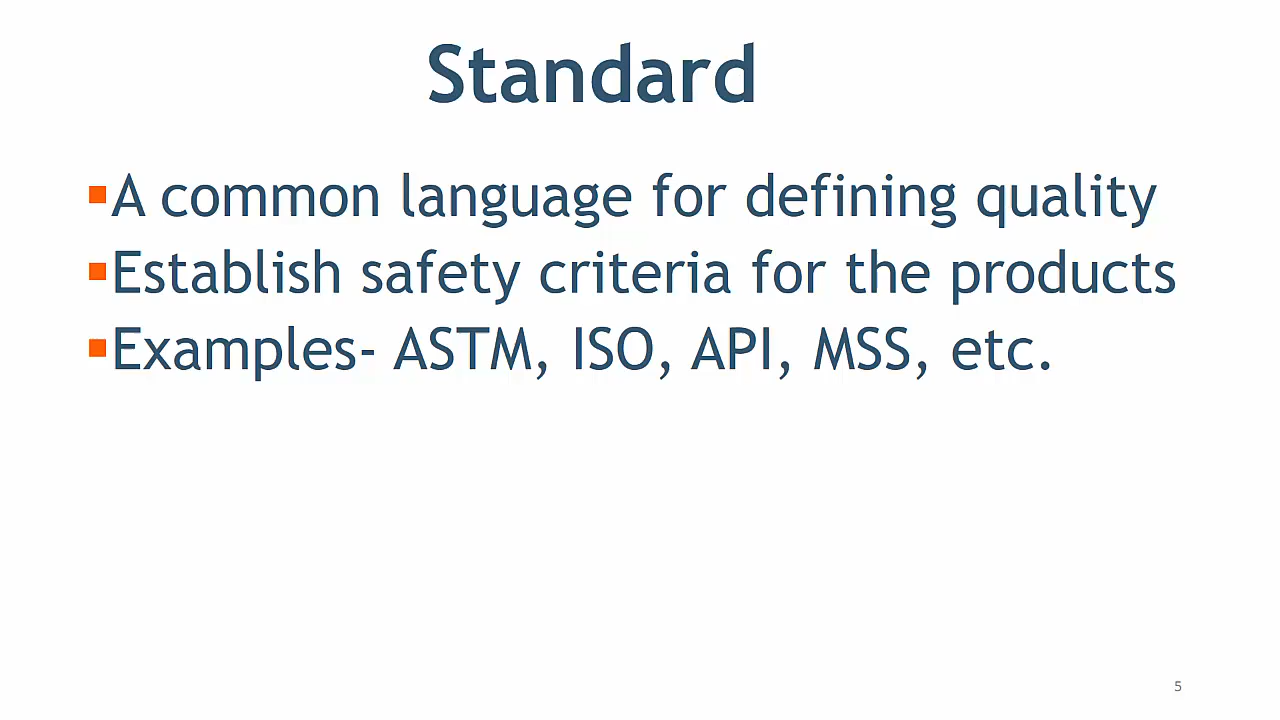 Standard
▪A common language for defining quality
▪Establish safety criteria for the products
▪Examples- ASTM, ISO, API, MSS, etc.
5